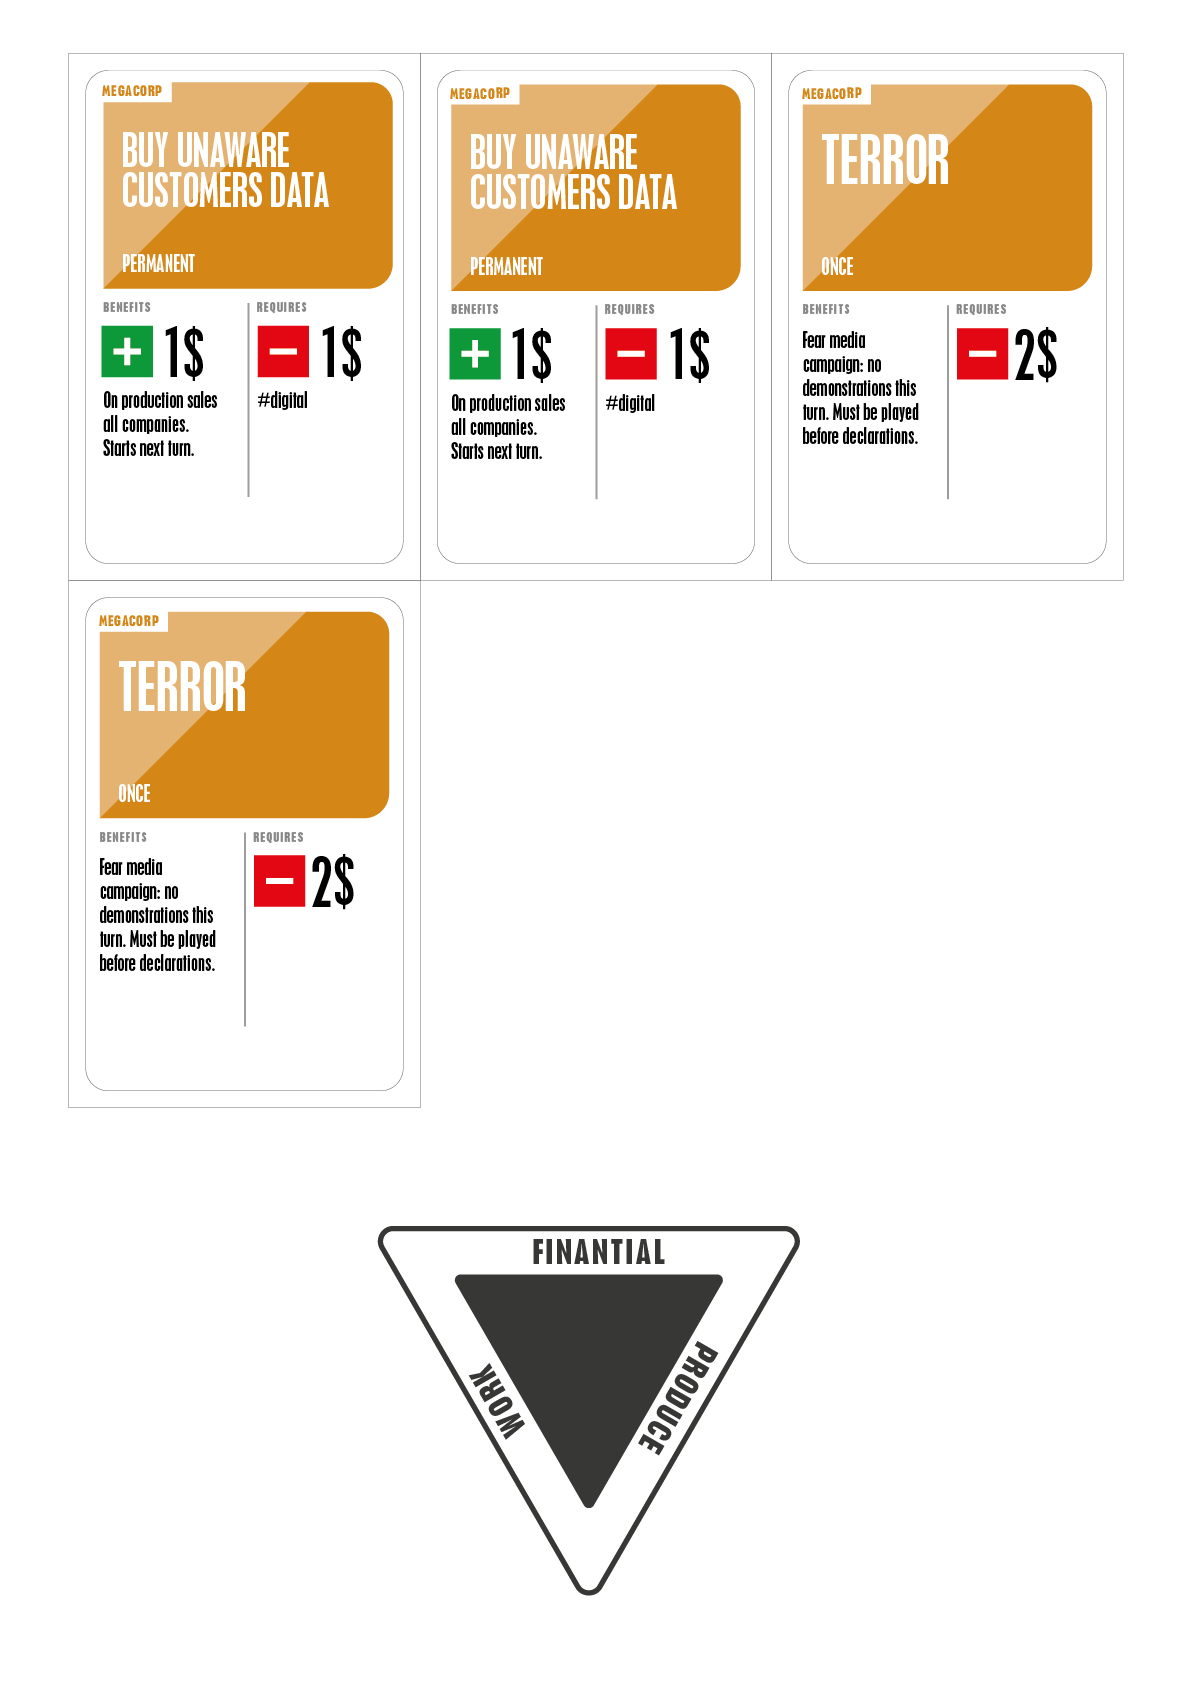 MEGACORP
BUY UNAWARE
CUSTOMERS DATA
PERMANENT
BENEFITS
+ 1$
On production sales
all companies.
Starts next turn.
REQUIRES
− 1$
#digital
MEGACORP
BUY UNAWARE
CUSTOMERS DATA
PERMANENT
BENEFITS
+ 1$
On production sales
all companies.
Starts next turn.
REQUIRES
− 1$
#digital
MEGACORP
TERROR
ONCE
BENEFITS
Fear media
campaign: no
demonstrations this
turn. Must be played
before declarations.
REQUIRES
− 2$
MEGACORP
TERROR
ONCE
BENEFITS
Fear media
campaign: no
demonstrations this
turn. Must be played
before declarations.
REQUIRES
− 2$
FINANTIAL
WORK
PRODUCE